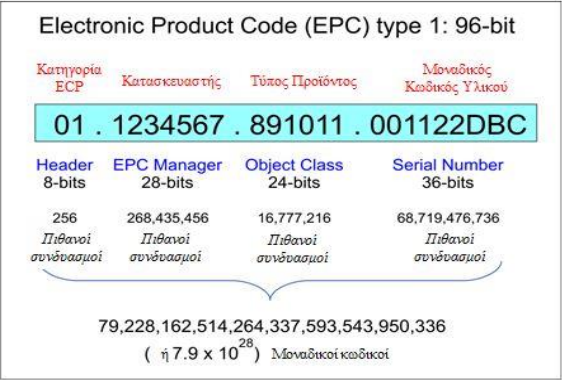 Electronic Product Code (EPC) type 1: 96-bit
Κατηγορία ECP Κατασκευαστής Τύπος Προϊόντος Μοναδικός Κωδικός Υλικού
01 . 1234567 . 891011 . 001122DBC
Header EPC Manager Object Class Serial Number
8-bits 28-bits 24-bits 36-bits
256 268,435,456 16,777,216 68,719,476,736
Πιθανοί Πιθανοί Πιθανοί Πιθανοί
συνδυασμοί συνδυασμοί συνδυασμοί συνδυασμοί
79,228,162,514,264,337,593,543,950,336
( ή 7.9 x 10^28) Μοναδικοί κωδικοί